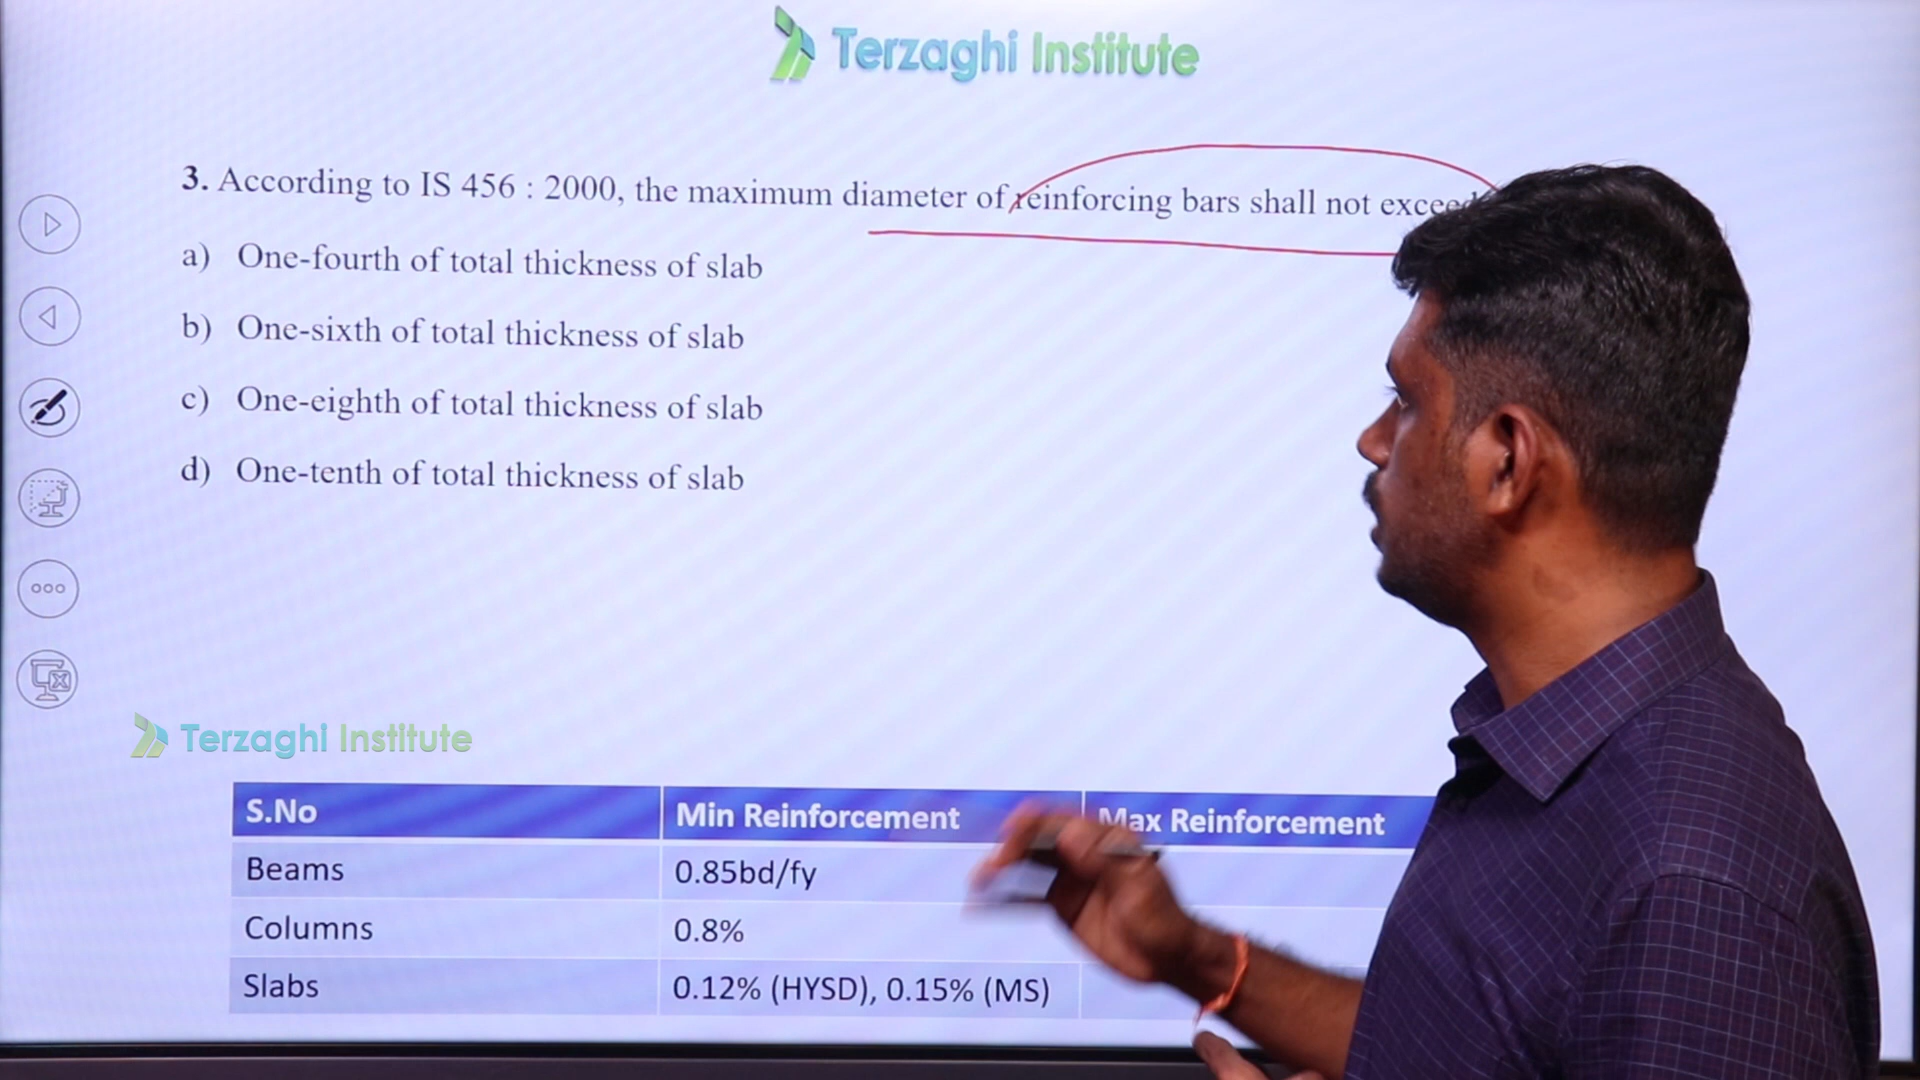 Terzaghi Institute
3. According to IS 456 : 2000, the maximum diameter of reinforcing bars shall not exceed
a) One-fourth of total thickness of slab
b) One-sixth of total thickness of slab
c) One-eighth of total thickness of slab
d) One-tenth of total thickness of slab
Terzaghi Institute
S.No Min Reinforcement Max Reinforcement
Beams 0.85bd/fy
Columns 0.8%
Slabs 0.12% (HYSD), 0.15% (MS)